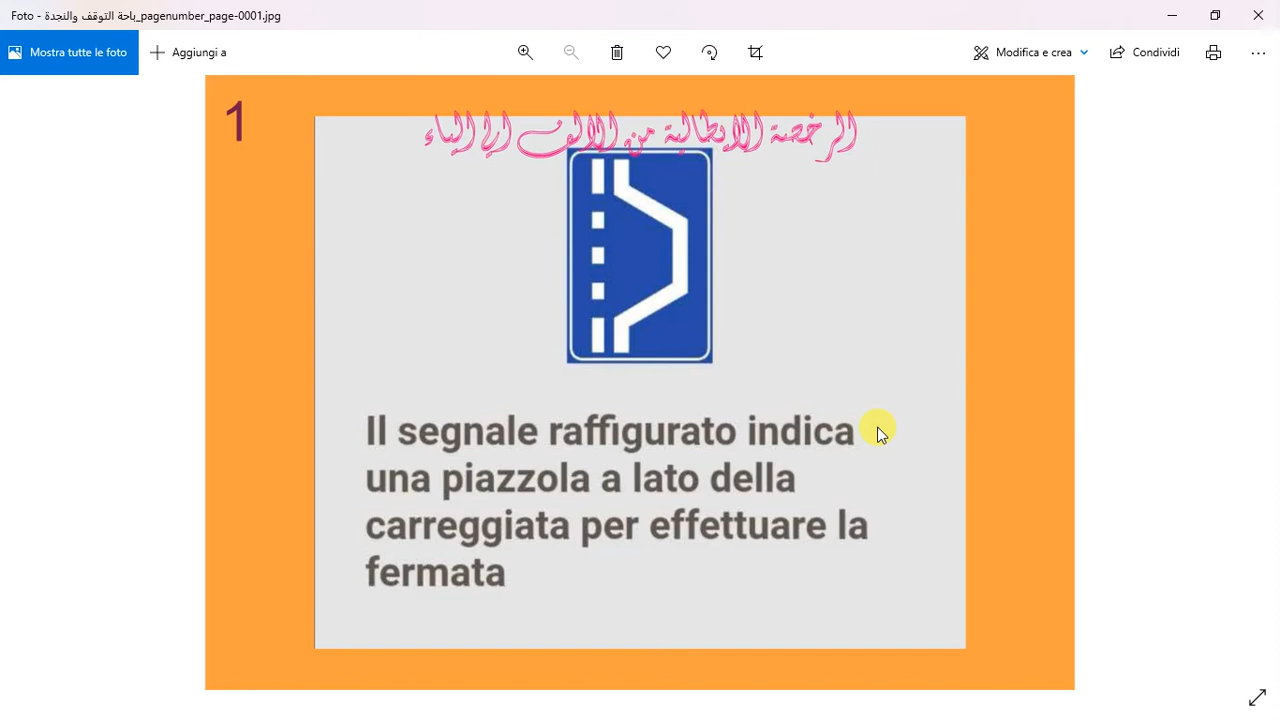 Foto - باحة التوقف والنجدة_pagenumber_page-0001.jpg
Mostra tutte le foto
Aggiungi a
Modifica e crea
Condividi
1
الرخصة الايطالية من الالف الى الياء
Il segnale raffigurato indica
una piazzola a lato della
carreggiata per effettuare la
fermata